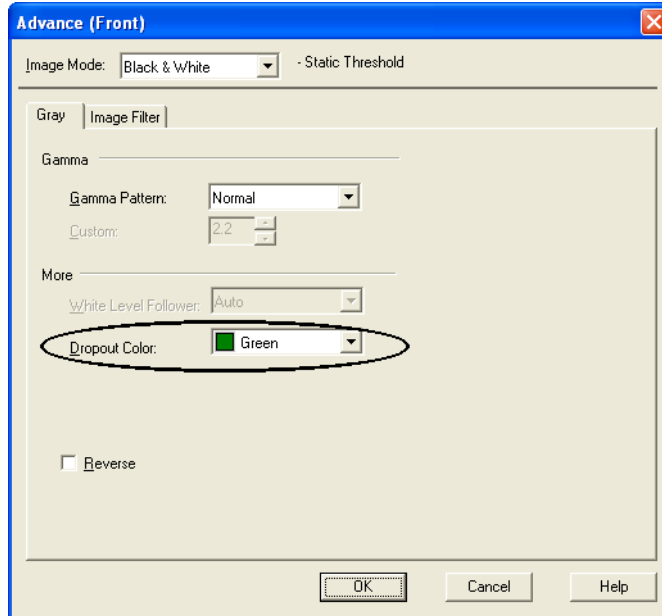 Advance (Front)
Image Mode: Black & White - Static Threshold
Gray Image Filter
Gamma
Gamma Pattern: Normal
Custom: 2.2
More
White Level Follower: Auto
Dropout Color: Green
Reverse
OK Cancel Help